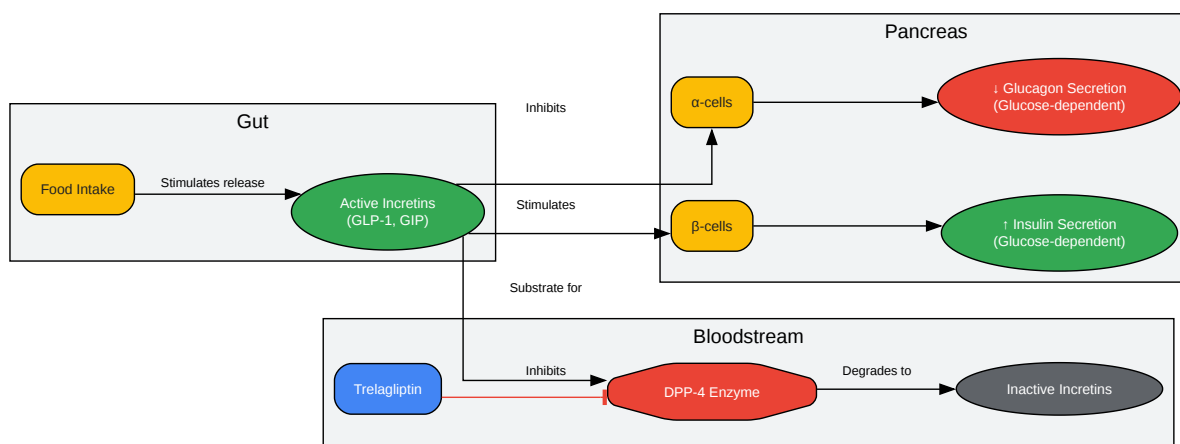 Pancreas
α-cells
↓ Glucagon Secretion
(Glucose-dependent)
Inhibits
Gut
Food Intake
Stimulates release
Active Incretins
(GLP-1, GIP)
Stimulates
β-cells
↑ Insulin Secretion
(Glucose-dependent)
Substrate for
Bloodstream
Trelagliptin
Inhibits
DPP-4 Enzyme
Degrades to
Inactive Incretins